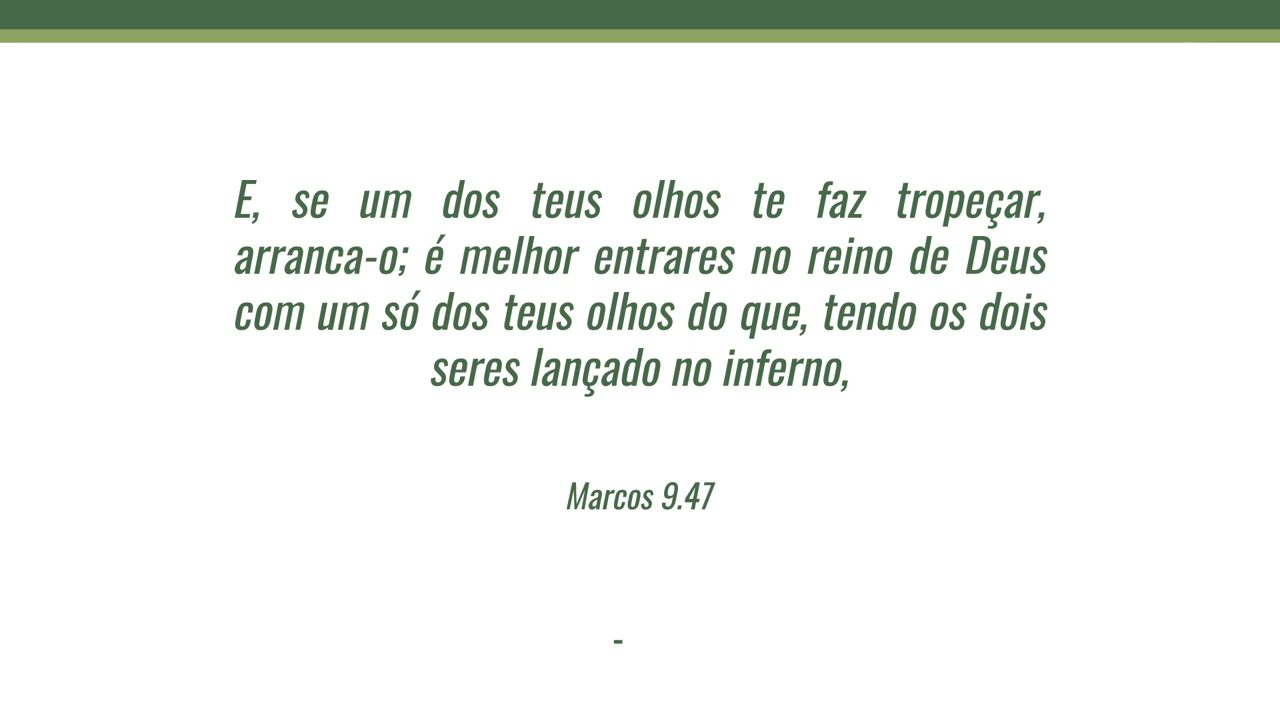 E, se um dos teus olhos te faz tropeçar,
arranca-o; é melhor entrares no reino de Deus
com um só dos teus olhos do que, tendo os dois
seres lançado no inferno,
Marcos 9.47
-